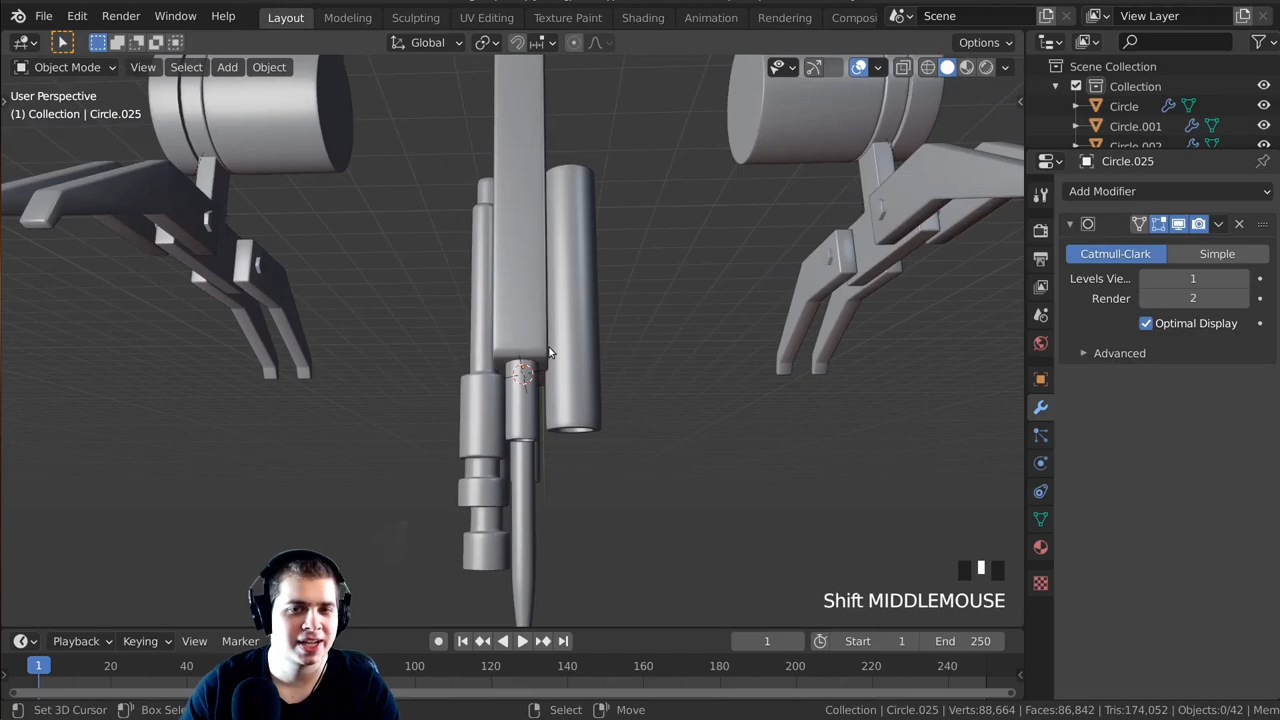 File Edit Render Window Help Layout Modeling Sculpting UV Editing Texture Paint Shading Animation Rendering Composi Scene View Layer
Global Options
Object Mode View Select Add Object
User Perspective
(1) Collection | Circle.025
Scene Collection
Collection
Circle
Circle.001
Circle.002
Circle.025
Add Modifier
Catmull-Clark Simple
Levels Vie... 1
Render 2
Optimal Display
Advanced
Shift MIDDLEMOUSE
Playback Keying View Marker 1 Start 1 End 250
1 20 40 100 120 140 160 180 200 220 240
Set 3D Cursor Box Sel Select Move Collection | Circle.025 | Verts:88,664 | Faces:86,842 | Tris:174,052 | Objects:0/42 | Mem